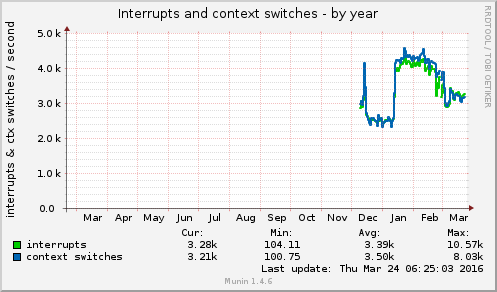 Interrupts and context switches - by year
RRDTOOL / TOBI OETIKER
interrupts & ctx switches / second
5.0 k
4.0 k
3.0 k
2.0 k
1.0 k
0.0
Mar Apr May Jun Jul Aug Sep Oct Nov Dec Jan Feb Mar
Cur: Min: Avg: Max:
interrupts 3.28k 104.11 3.39k 10.57k
context switches 3.21k 100.75 3.50k 8.03k
Last update: Thu Mar 24 06:25:03 2016
Munin 1.4.6